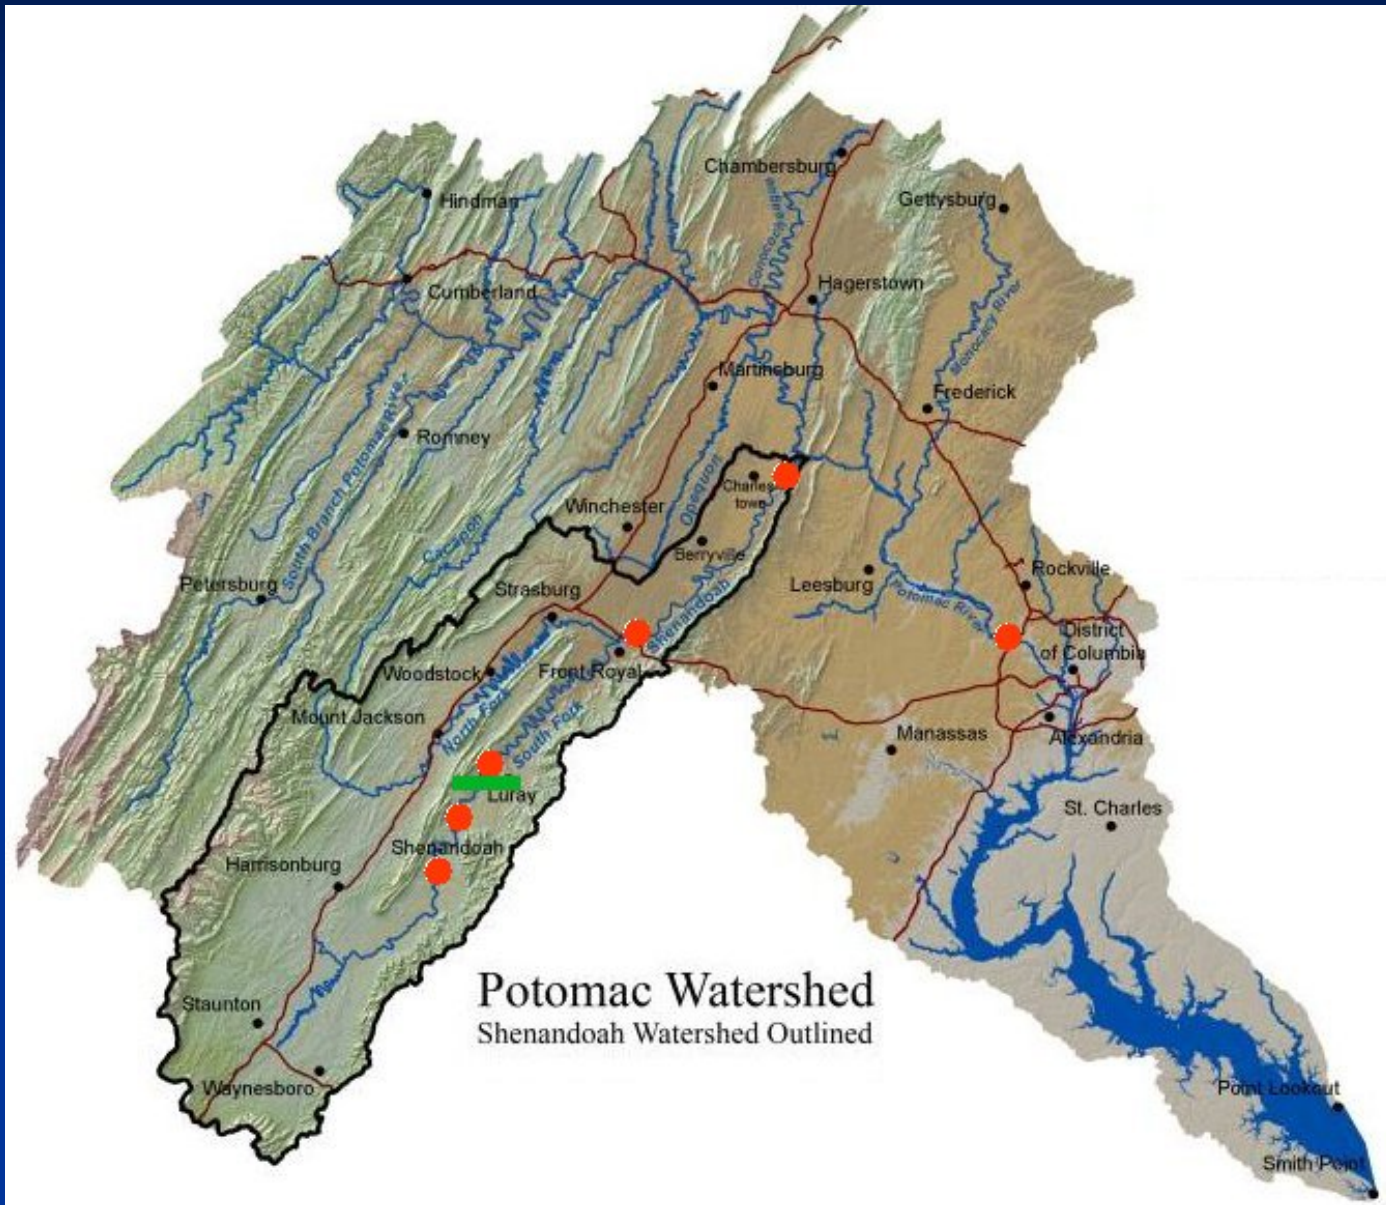 Chambersburg
Gettysburg
Hindman
Conococheague
Cumberland
Hagerstown
Monocacy River
Martinsburg
Frederick
South Branch Potomac River
Romney
Opequon
Charles
town
Winchester
Cacapon
Berryville
Petersburg
Strasburg
Leesburg
Rockville
Potomac River
Shenandoah
District
of Columbia
Woodstock
Front Royal
Mount Jackson
North Fork
South Fork
Manassas
Alexandria
Luray
St. Charles
Shenandoah
Harrisonburg
Potomac Watershed
Shenandoah Watershed Outlined
Staunton
Waynesboro
Point Lookout
Smith Point